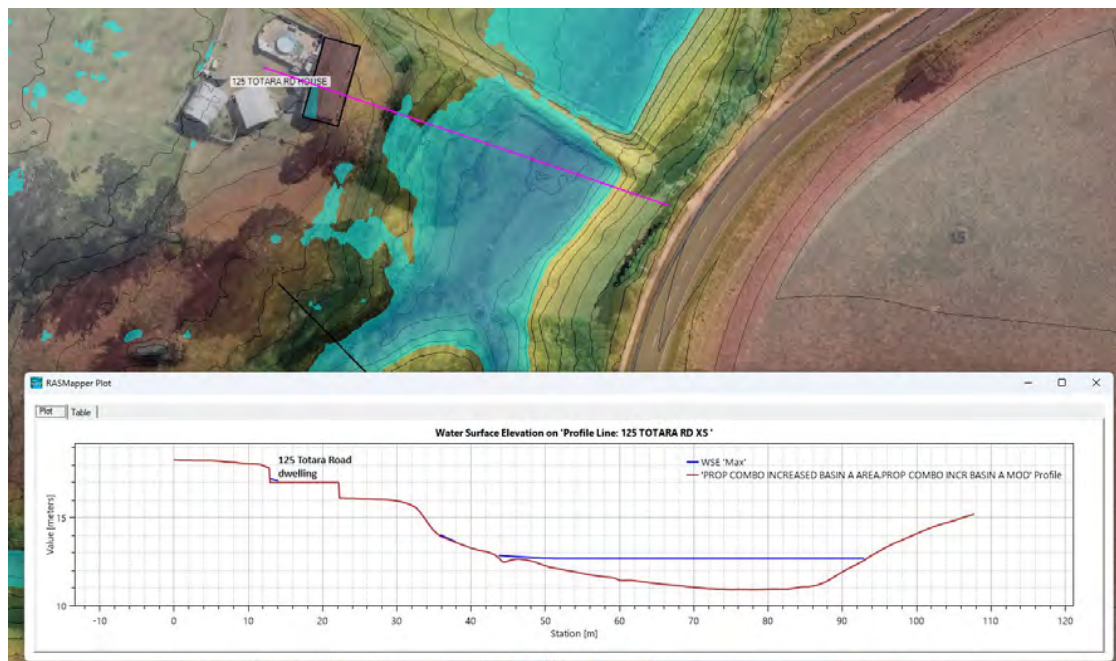 125 TOTARA RD HOUSE
15
RASMapper Plot
Plot Table
Water Surface Elevation on 'Profile Line: 125 TOTARA RD XS '
125 Totara Road
dwelling
WSE 'Max'
'PROP COMBO INCREASED BASIN A AREA.PROP COMBO INCR BASIN A MOD' Profile
Value [meters]
15
10
-10 0 10 20 30 40 50 60 70 80 90 100 110 120
Station [m]